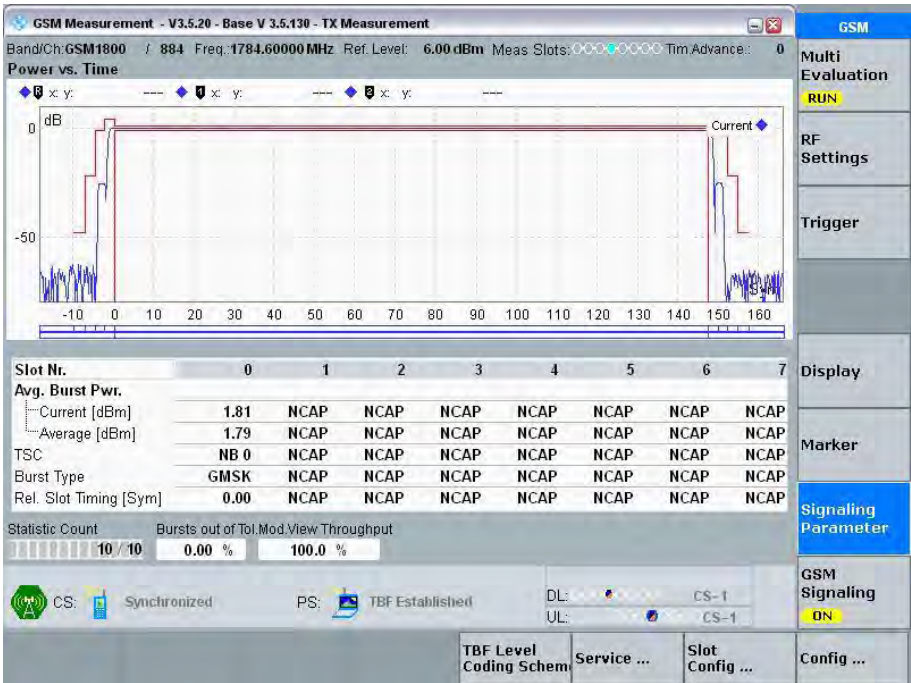 GSM Measurement - V3.5.20 - Base V 3.5.130 - TX Measurement
GSM
Band/Ch:GSM1800 / 884 Freq.:1784.60000 MHz Ref. Level: 6.00 dBm Meas Slots: Tim.Advance.: 0
Power vs. Time
Multi Evaluation
RUN
R x: y: --- 1 x: y: --- 2 x: y: ---
dB
0
-50
Current
-10 0 10 20 30 40 50 60 70 80 90 100 110 120 130 140 150 160
RF Settings
Trigger
Slot Nr. 0 1 2 3 4 5 6 7
Avg. Burst Pwr.
Current [dBm] 1.81 NCAP NCAP NCAP NCAP NCAP NCAP NCAP
Average [dBm] 1.79 NCAP NCAP NCAP NCAP NCAP NCAP NCAP
TSC NB 0 NCAP NCAP NCAP NCAP NCAP NCAP NCAP
Burst Type GMSK NCAP NCAP NCAP NCAP NCAP NCAP NCAP
Rel. Slot Timing [Sym] 0.00 NCAP NCAP NCAP NCAP NCAP NCAP NCAP
Display
Marker
Signaling Parameter
Statistic Count Bursts out of Tol. Mod.View Throughput
10 / 10 0.00 % 100.0 %
CS: Synchronized PS: TBF Established
DL: CS-1
UL: CS-1
GSM Signaling
ON
TBF Level
Coding Schem
Service ...
Slot
Config ...
Config ...